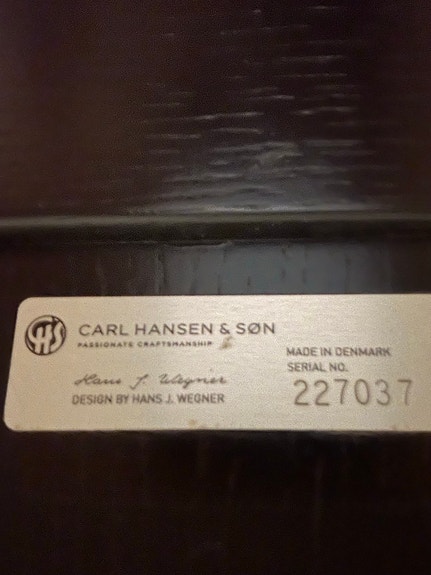 CHS
CARL HANSEN & SØN
PASSIONATE CRAFTSMANSHIP
Hans J. Wegner
DESIGN BY HANS J. WEGNER
MADE IN DENMARK
SERIAL NO.
227037